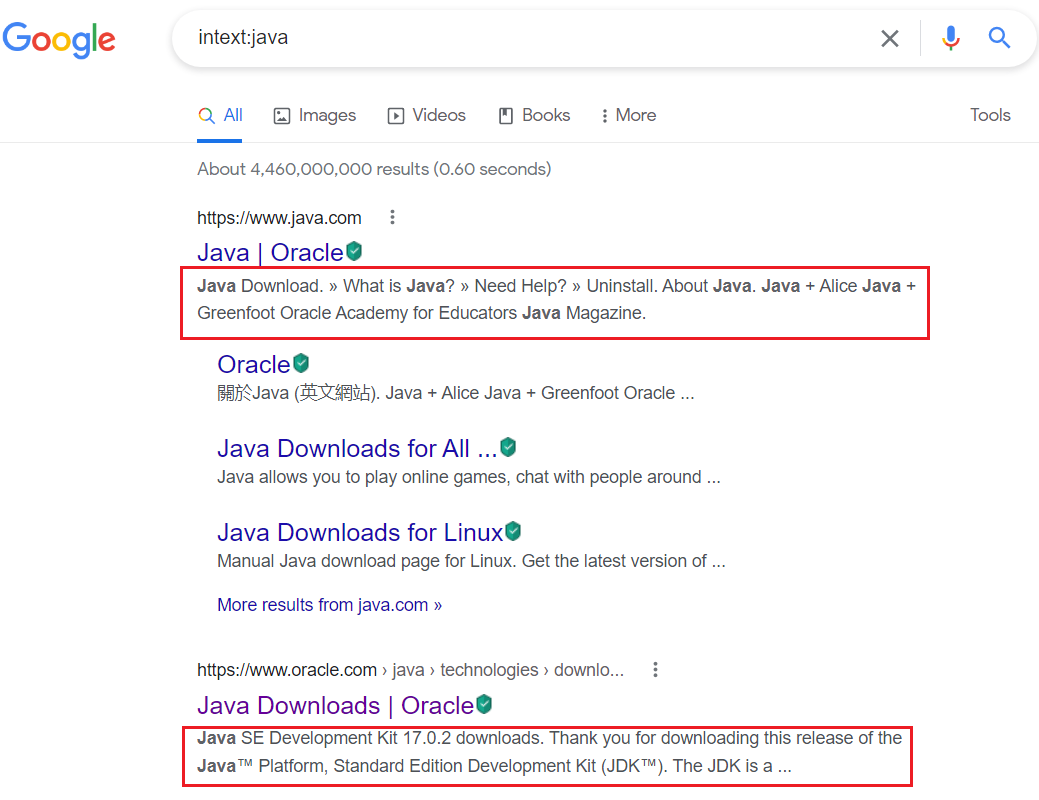 Google
intext:java
All Images Videos Books More Tools
About 4,460,000,000 results (0.60 seconds)
https://www.java.com
Java | Oracle
Java Download. » What is Java? » Need Help? » Uninstall. About Java. Java + Alice Java +
Greenfoot Oracle Academy for Educators Java Magazine.
Oracle
關於Java (英文網站). Java + Alice Java + Greenfoot Oracle ...
Java Downloads for All ...
Java allows you to play online games, chat with people around ...
Java Downloads for Linux
Manual Java download page for Linux. Get the latest version of ...
More results from java.com »
https://www.oracle.com › java › technologies › downlo...
Java Downloads | Oracle
Java SE Development Kit 17.0.2 downloads. Thank you for downloading this release of the
Java™ Platform, Standard Edition Development Kit (JDK™). The JDK is a ...